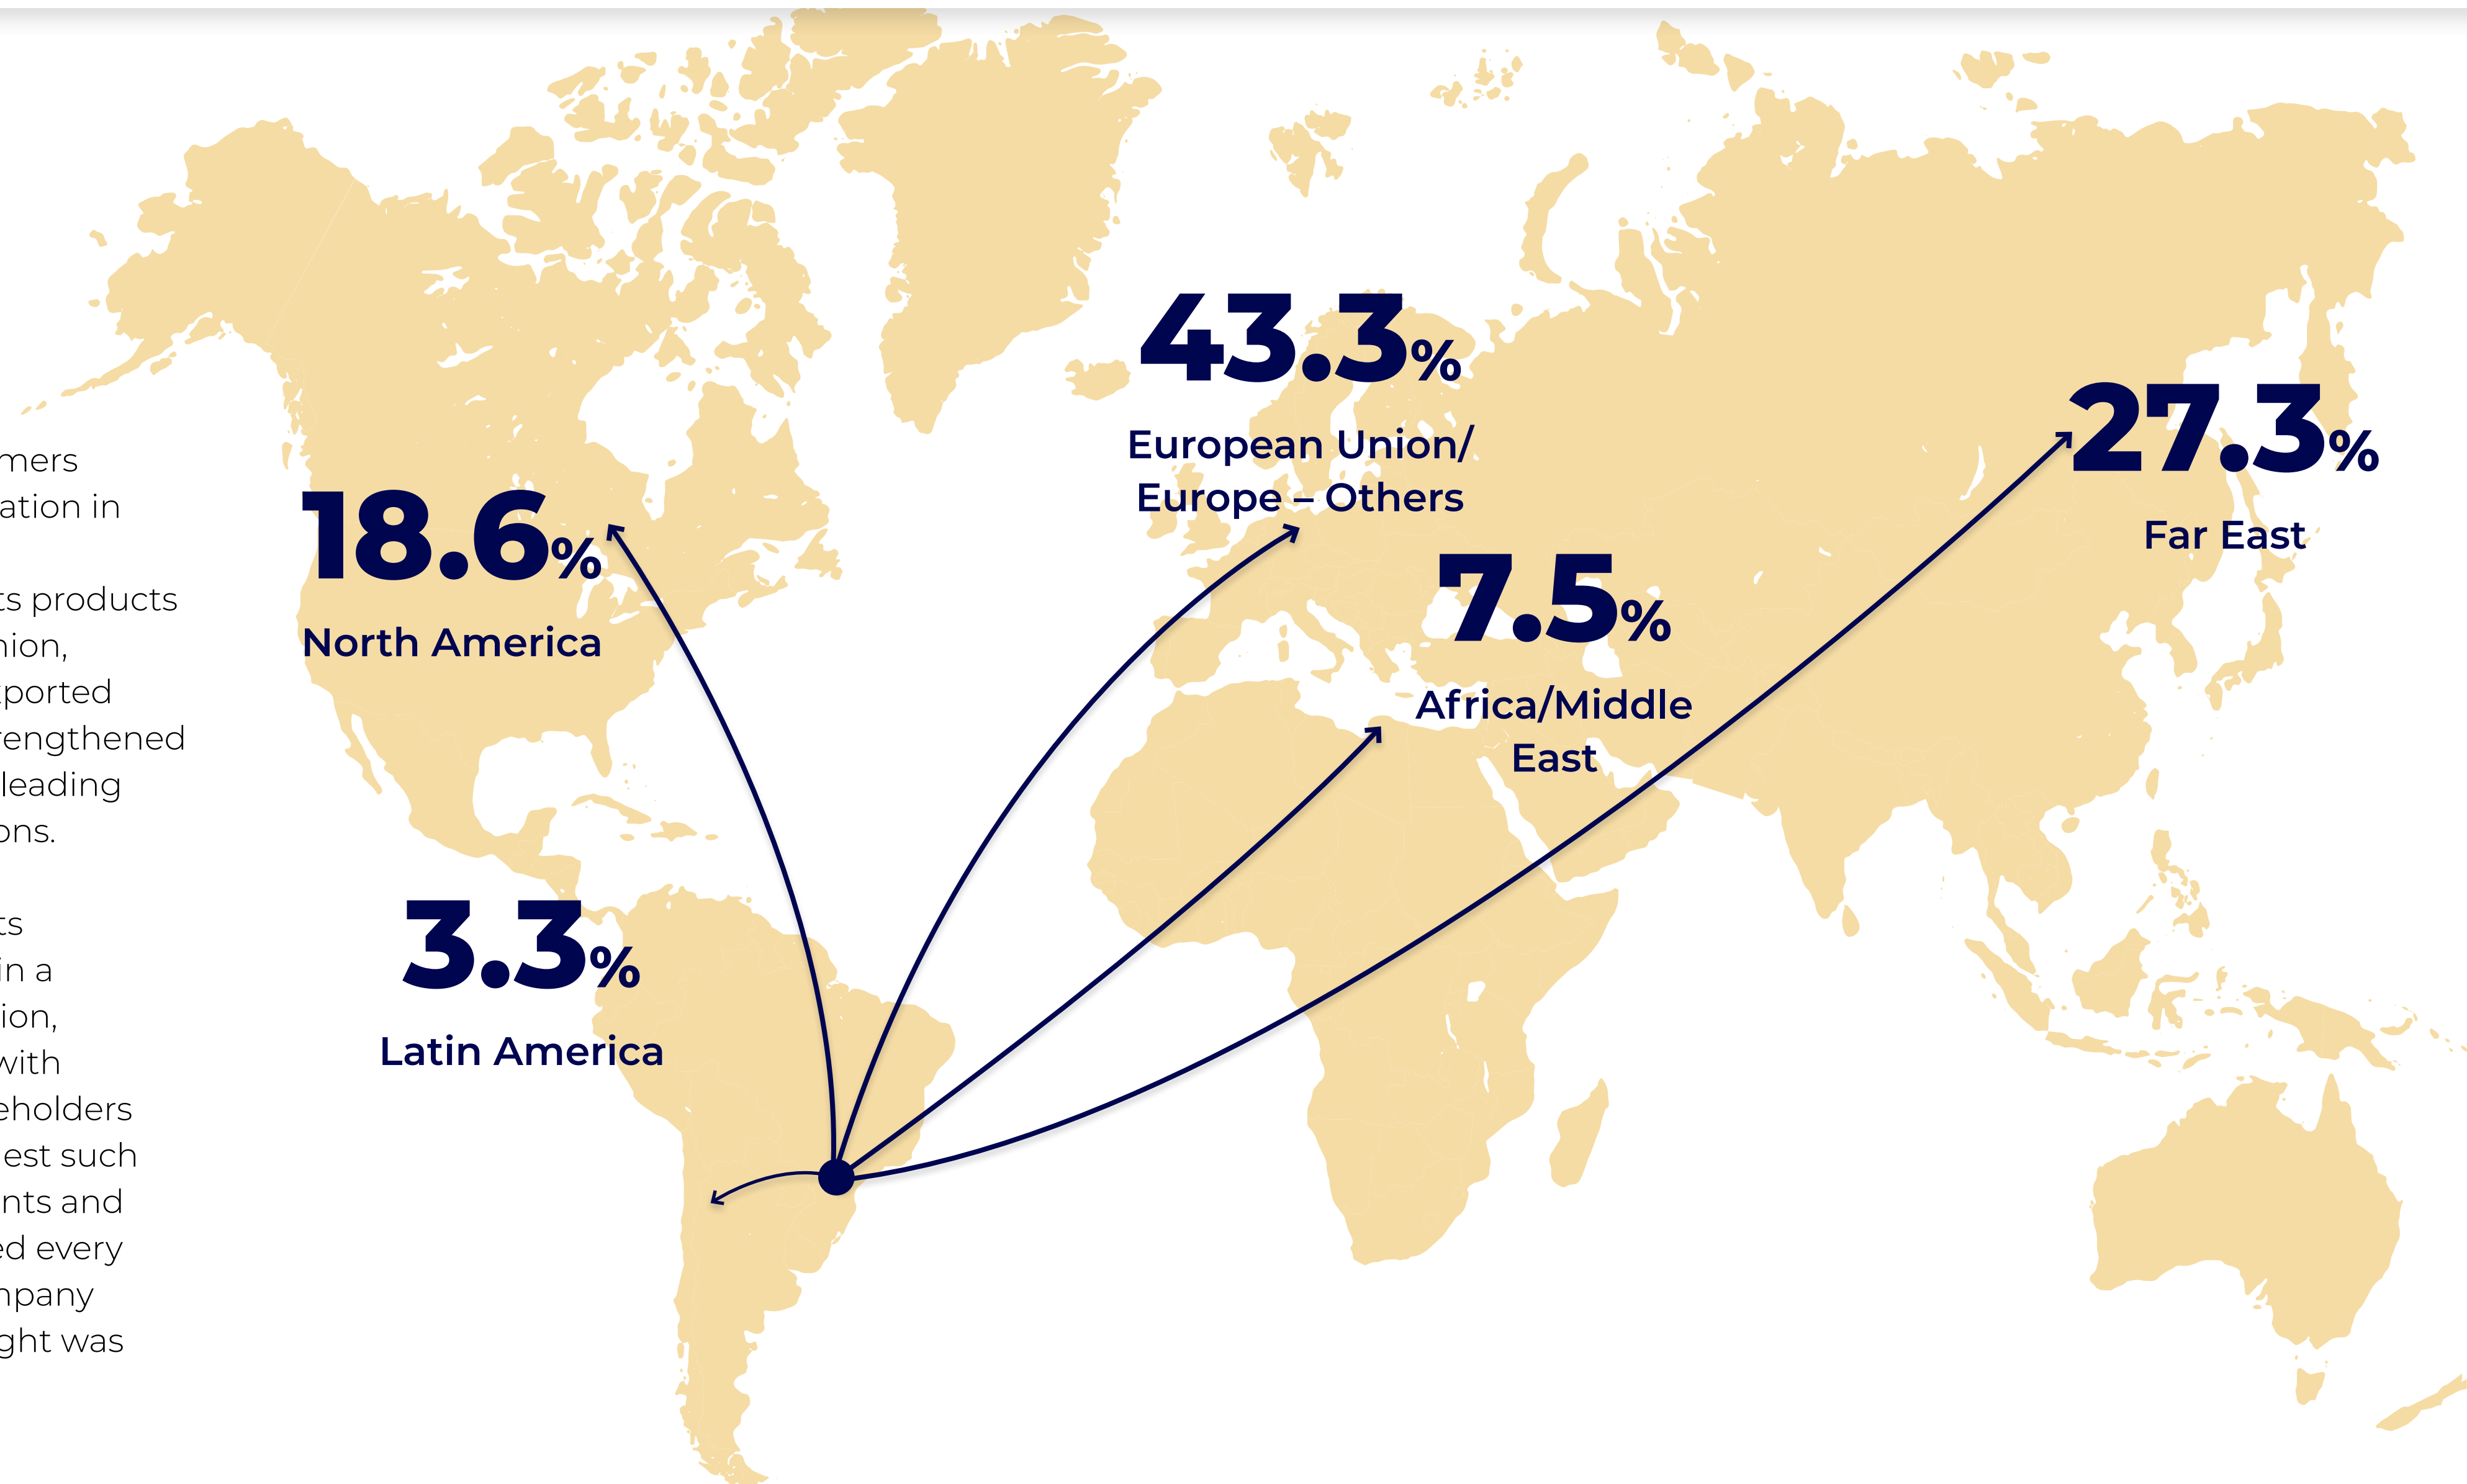 mers
ation in
ts products
nion,
xported
rengthened
leading
ons.
ts
in a
ion,
with
eholders
est such
nts and
ed every
mpany
ght was
43.3%
European Union/
Europe – Others
27.3%
Far East
18.6%
North America
7.5%
Africa/Middle
East
3.3%
Latin America